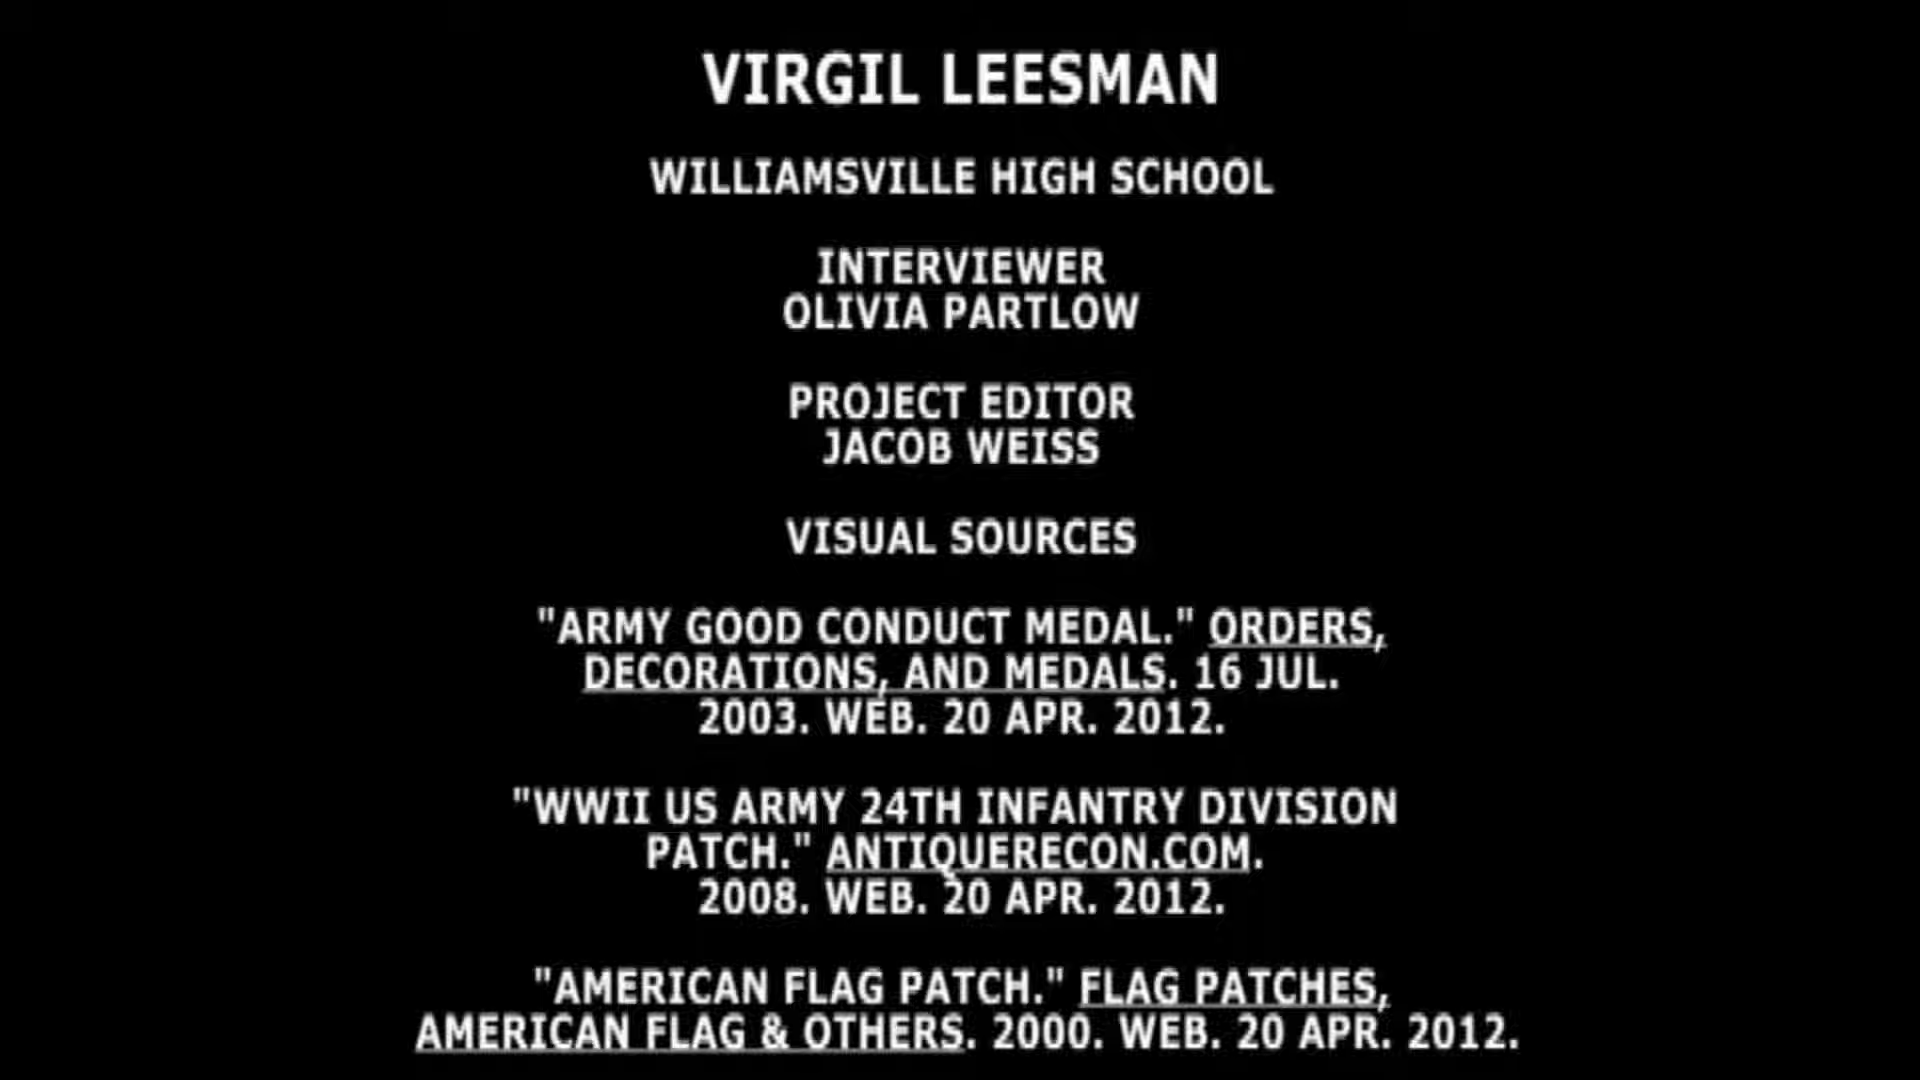 VIRGIL LEESMAN
WILLIAMSVILLE HIGH SCHOOL
INTERVIEWER
OLIVIA PARTLOW
PROJECT EDITOR
JACOB WEISS
VISUAL SOURCES
"ARMY GOOD CONDUCT MEDAL." ORDERS,
DECORATIONS, AND MEDALS. 16 JUL.
2003. WEB. 20 APR. 2012.
"WWII US ARMY 24TH INFANTRY DIVISION
PATCH." ANTIQUERECON.COM.
2008. WEB. 20 APR. 2012.
"AMERICAN FLAG PATCH." FLAG PATCHES,
AMERICAN FLAG & OTHERS. 2000. WEB. 20 APR. 2012.